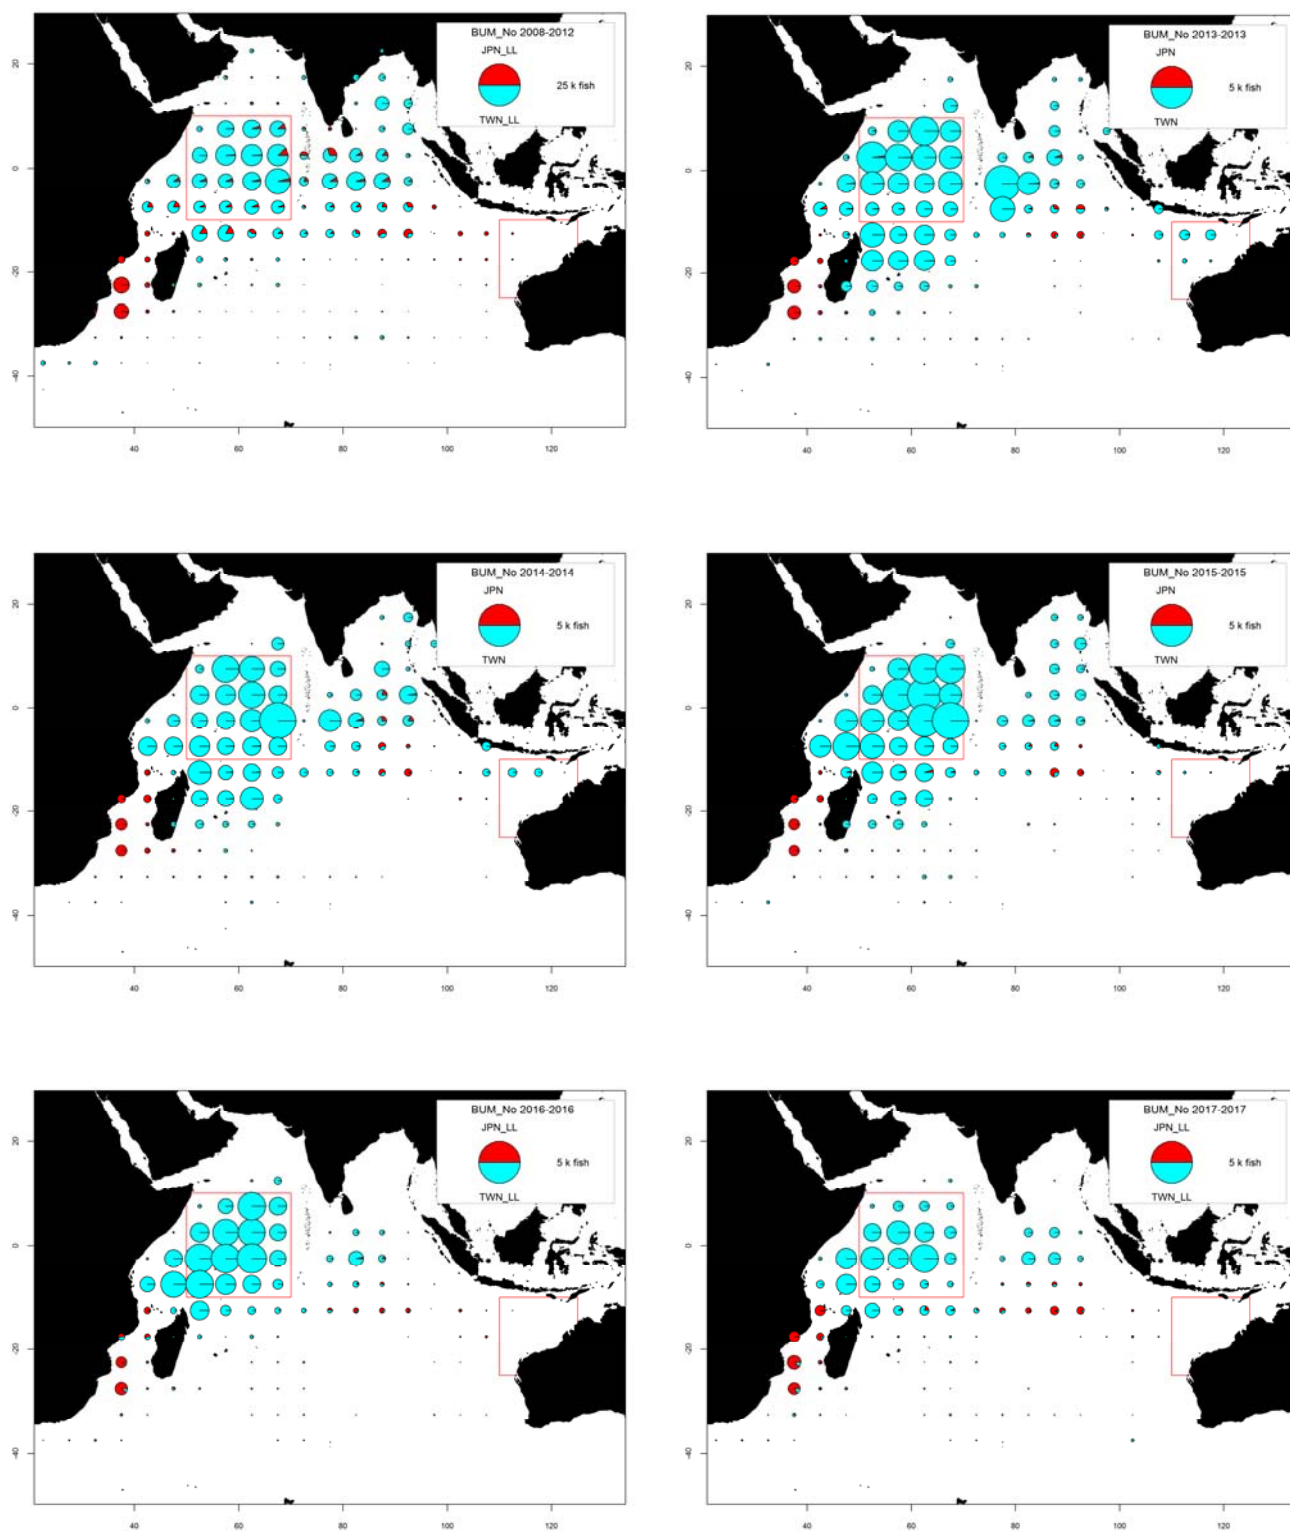 BUM_No 2008-2012
JPN_LL
25 k fish
TWN_LL
20
0
-20
-40
40
60
80
100
120
BUM_No 2013-2013
JPN
5 k fish
TWN
20
0
-20
-40
40
60
80
100
120
BUM_No 2014-2014
JPN
5 k fish
TWN
20
0
-20
-40
40
60
80
100
120
BUM_No 2015-2015
JPN
5 k fish
TWN
20
0
-20
-40
40
60
80
100
120
BUM_No 2016-2016
JPN_LL
5 k fish
TWN_LL
20
0
-20
-40
40
60
80
100
120
BUM_No 2017-2017
JPN_LL
5 k fish
TWN_LL
20
0
-20
-40
40
60
80
100
120